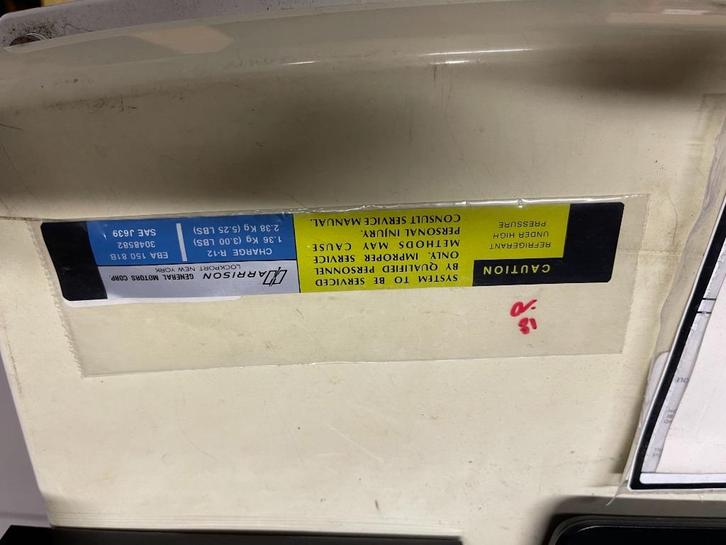 CAUTION
REFRIGERANT
UNDER HIGH
PRESSURE
SYSTEM TO BE SERVICED
BY QUALIFIED PERSONNEL
ONLY. IMPROPER SERVICE
METHODS MAY CAUSE
PERSONAL INJURY.
CONSULT SERVICE MANUAL.
HARRISON
GENERAL MOTORS CORP
LOCKPORT NEW YORK
CHARGE R-12
1.36 Kg (3.00 LBS)
2.38 Kg (5.25 LBS)
EBA 150 81B
3048582
SAE J639